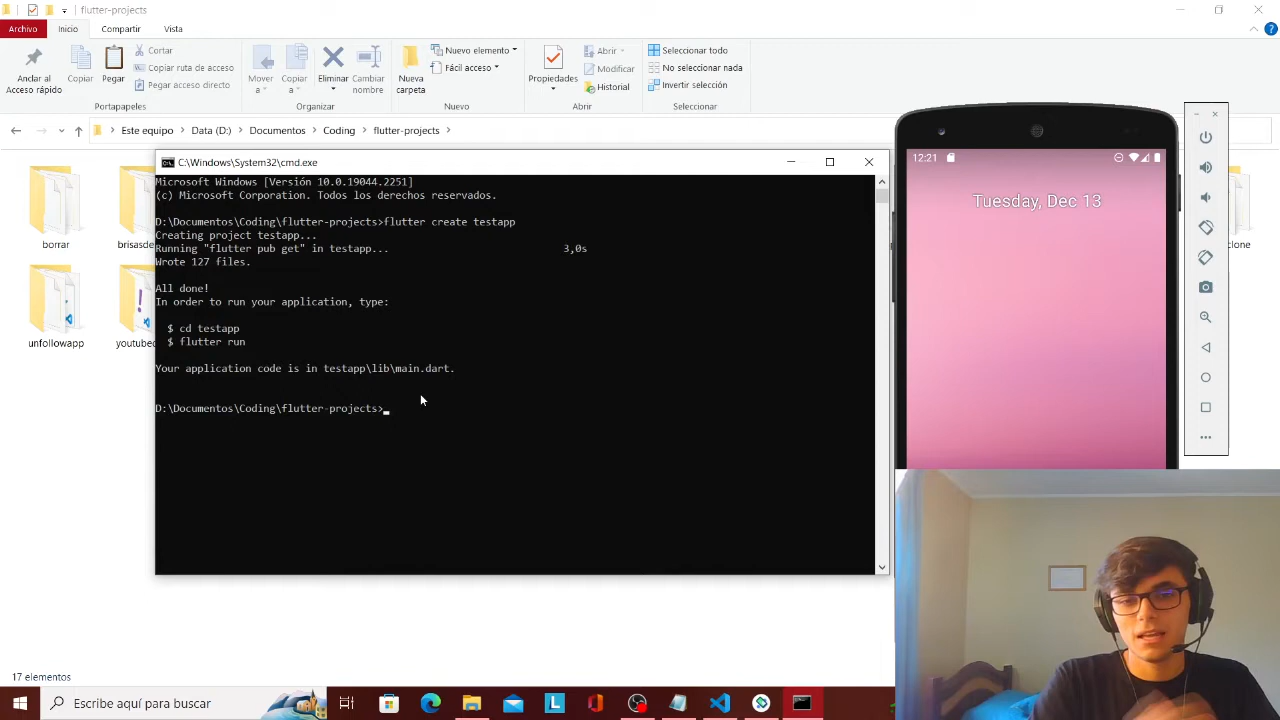 flutter-projects
Archivo
Inicio
Compartir
Vista
Anclar al
Acceso rápido
Copiar
Pegar
Cortar
Copiar ruta de acceso
Pegar acceso directo
Portapapeles
Mover
a
Copiar
a
Eliminar
Cambiar
nombre
Organizar
Nueva
carpeta
Nuevo elemento
Fácil acceso
Nuevo
Propiedades
Abrir
Modificar
Historial
Abrir
Seleccionar todo
No seleccionar nada
Invertir selección
Seleccionar
Este equipo > Data (D:) > Documentos > Coding > flutter-projects >
borrar
brisasde
clone
unfollowapp
youtubec
C:\Windows\System32\cmd.exe
Microsoft Windows [Versión 10.0.19044.2251]
(c) Microsoft Corporation. Todos los derechos reservados.
D:\Documentos\Coding\flutter-projects>flutter create testapp
Creating project testapp...
Running "flutter pub get" in testapp... 3,0s
Wrote 127 files.
All done!
In order to run your application, type:
$ cd testapp
$ flutter run
Your application code is in testapp\lib\main.dart.
D:\Documentos\Coding\flutter-projects>
12:21
Tuesday, Dec 13
17 elementos
Escribe aquí para buscar